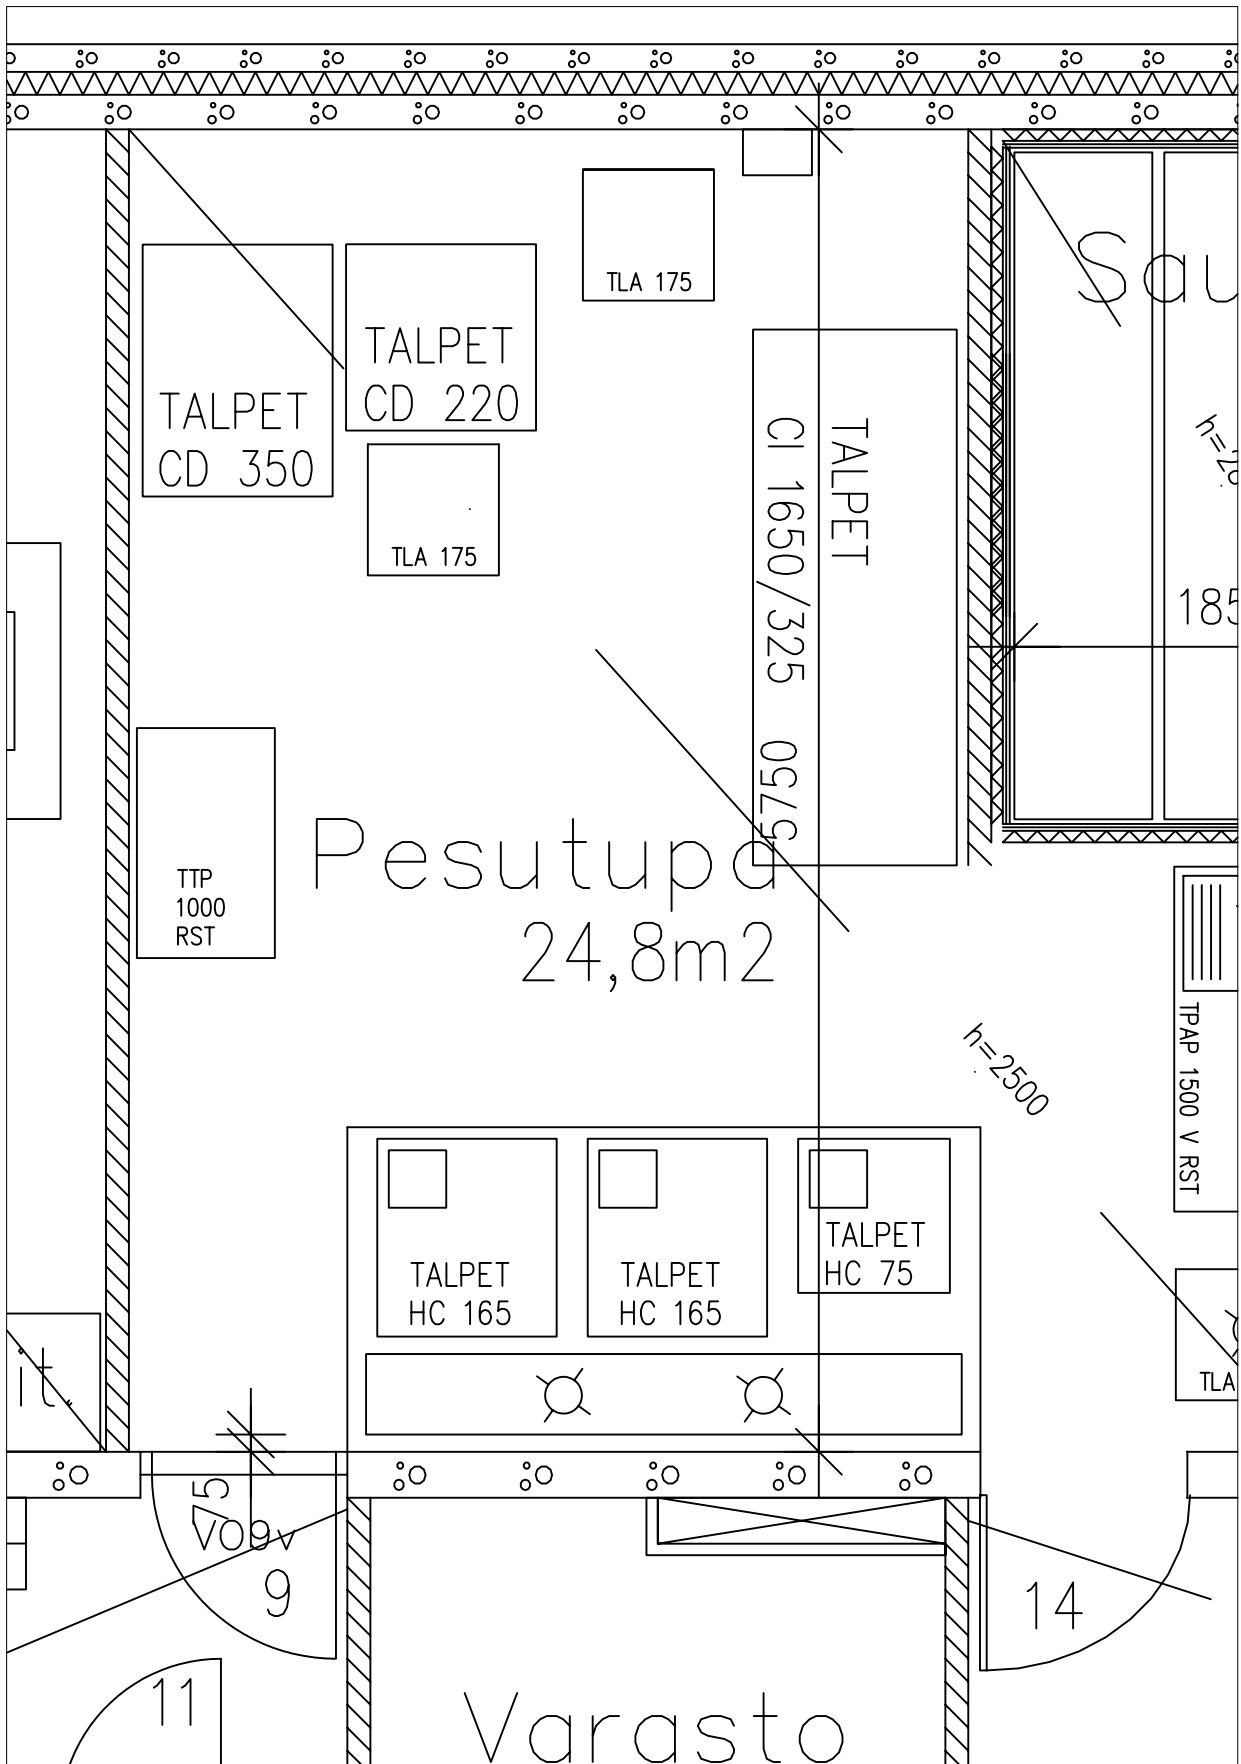 Sau
TLA 175
TALPET
CD 220
TALPET
CD 350
TALPET
CI 1650/325
h=2
TLA 175
185
5750
Pesutupa
24,8m2
TTP
1000
RST
TPAP 1500 V RST
h=2500
TALPET
HC 165
TALPET
HC 165
TALPET
HC 75
it.
TLA
75
9
14
11
Varasto